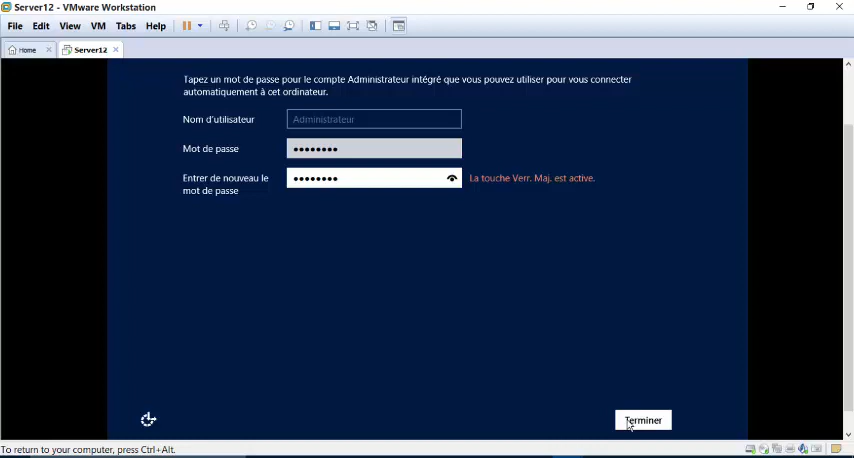 Server12 - VMware Workstation
File Edit View VM Tabs Help
Home Server12
Tapez un mot de passe pour le compte Administrateur intégré que vous pouvez utiliser pour vous connecter
automatiquement à cet ordinateur.
Nom d'utilisateur Administrateur
Mot de passe ••••••••
Entrer de nouveau le ••••••••  La touche Verr. Maj. est active.
mot de passe
Terminer
To return to your computer, press Ctrl+Alt.